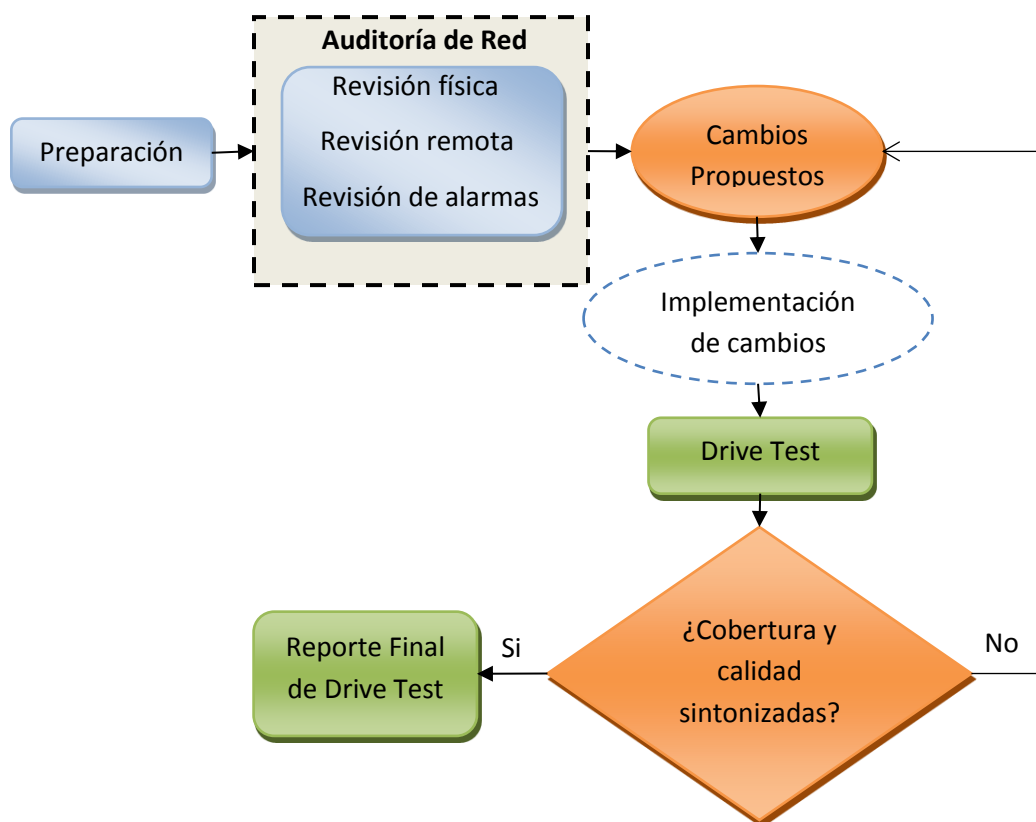 Auditoría de Red
Revisión física
Revisión remota
Revisión de alarmas
Preparación
Cambios
Propuestos
Implementación
de cambios
Drive Test
¿Cobertura y
calidad
sintonizadas?
Si
No
Reporte Final
de Drive Test